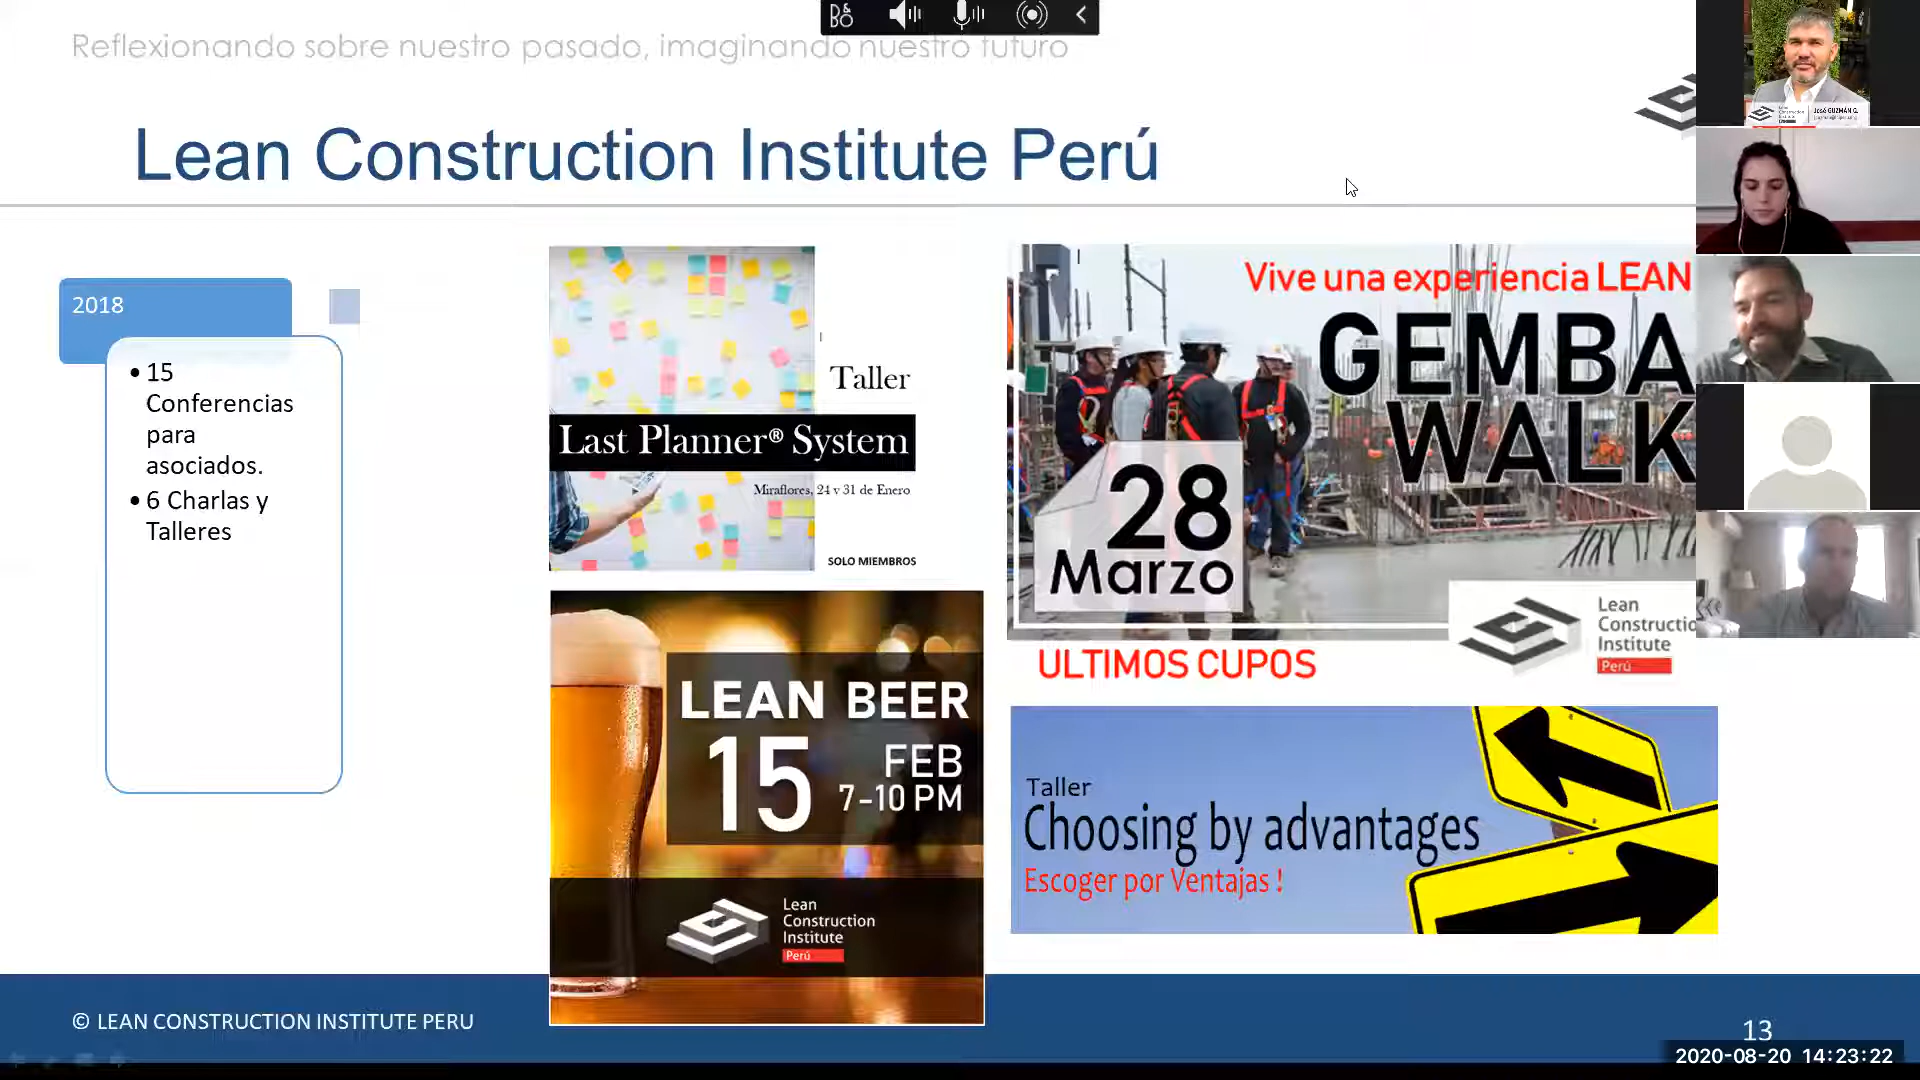 Reflexionando sobre nuestro pasado, imaginando nuestro futuro
B&O
Lean Construction Institute Perú
José GUZMÁN G.
2018
• 15
Conferencias
para
asociados.
• 6 Charlas y
Talleres
Taller
Last Planner® System
Miraflores, 24 y 31 de Enero
SOLO MIEMBROS
Vive una experiencia LEAN
GEMBA
WALK
28
Marzo
Lean
Constructio
Institute
Perú
ULTIMOS CUPOS
LEAN BEER
15 FEB
7-10 PM
Lean
Construction
Institute
Perú
Taller
Choosing by advantages
Escoger por Ventajas !
© LEAN CONSTRUCTION INSTITUTE PERU
13
2020-08-20 14:23:22